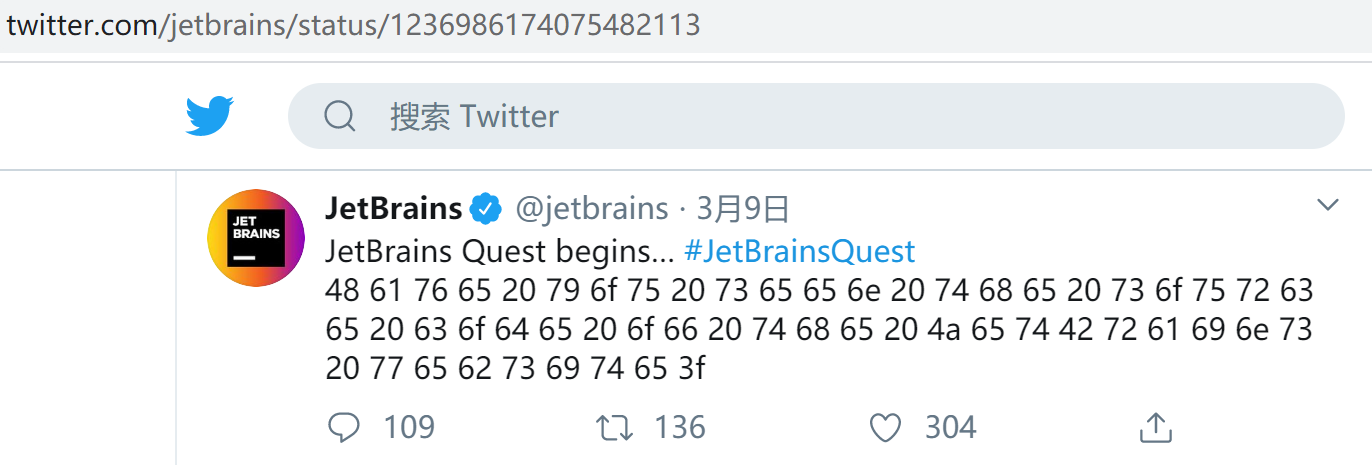 twitter.com/jetbrains/status/1236986174075482113
搜索 Twitter
JET
BRAINS
JetBrains @jetbrains · 3月9日
JetBrains Quest begins... #JetBrainsQuest
48 61 76 65 20 79 6f 75 20 73 65 65 6e 20 74 68 65 20 73 6f 75 72 63
65 20 63 6f 64 65 20 6f 66 20 74 68 65 20 4a 65 74 42 72 61 69 6e 73
20 77 65 62 73 69 74 65 3f
109 136 304